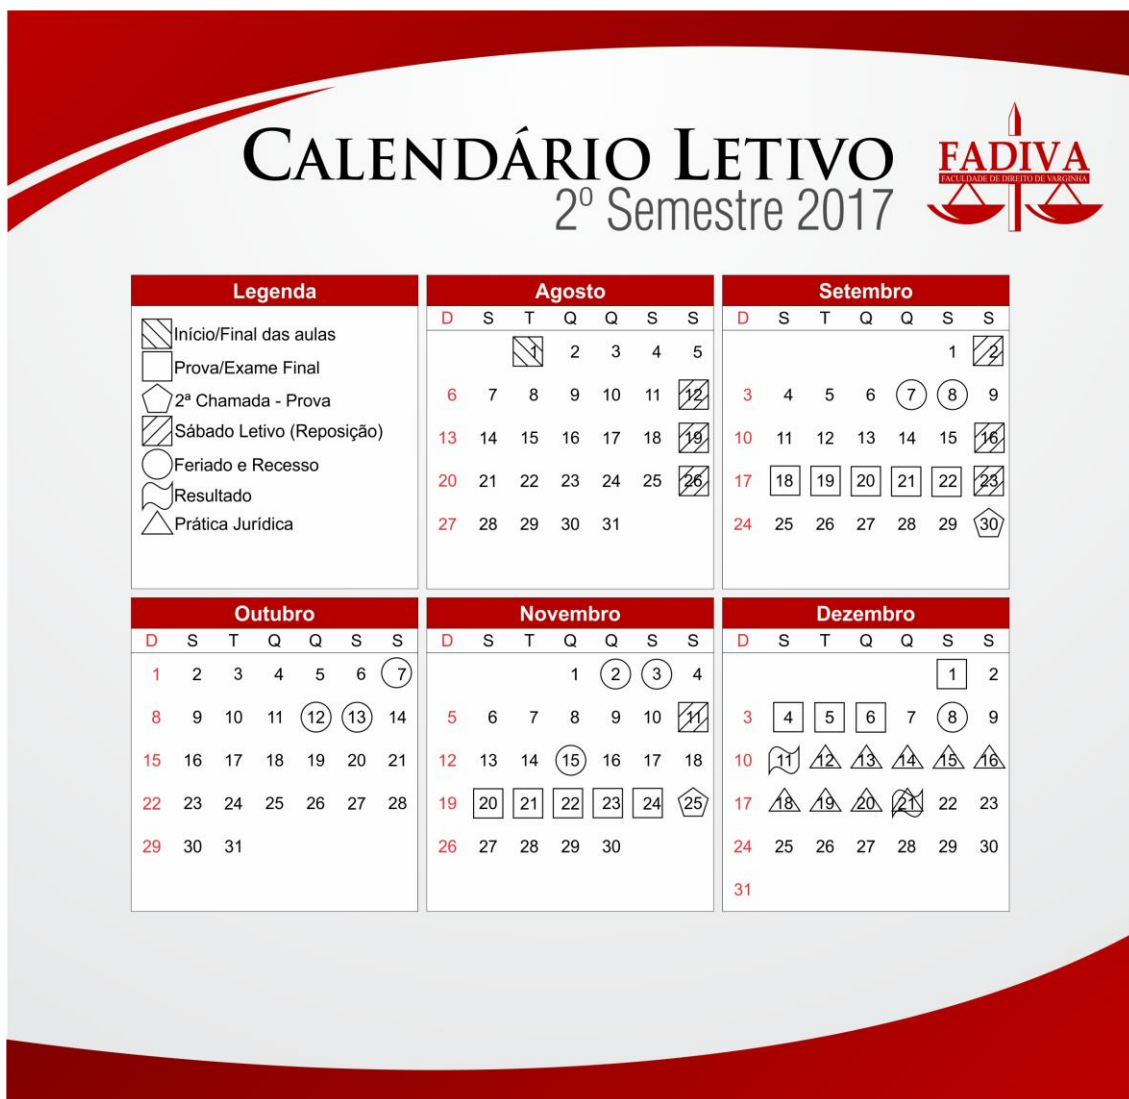 CALENDÁRIO LETIVO
2º Semestre 2017
FADIVA
FACULDADE DE DIREITO DE VARGINHA
Legenda
Início/Final das aulas
Prova/Exame Final
2ª Chamada - Prova
Sábado Letivo (Reposição)
Feriado e Recesso
Resultado
Prática Jurídica
Agosto
D S T Q Q S S
1 2 3 4 5
6 7 8 9 10 11 12
13 14 15 16 17 18 19
20 21 22 23 24 25 26
27 28 29 30 31
Setembro
D S T Q Q S S
1 2
3 4 5 6 7 8 9
10 11 12 13 14 15 16
17 18 19 20 21 22 23
24 25 26 27 28 29 30
Outubro
D S T Q Q S S
1 2 3 4 5 6 7
8 9 10 11 12 13 14
15 16 17 18 19 20 21
22 23 24 25 26 27 28
29 30 31
Novembro
D S T Q Q S S
1 2 3 4
5 6 7 8 9 10 11
12 13 14 15 16 17 18
19 20 21 22 23 24 25
26 27 28 29 30
Dezembro
D S T Q Q S S
1 2
3 4 5 6 7 8 9
10 11 12 13 14 15 16
17 18 19 20 21 22 23
24 25 26 27 28 29 30
31